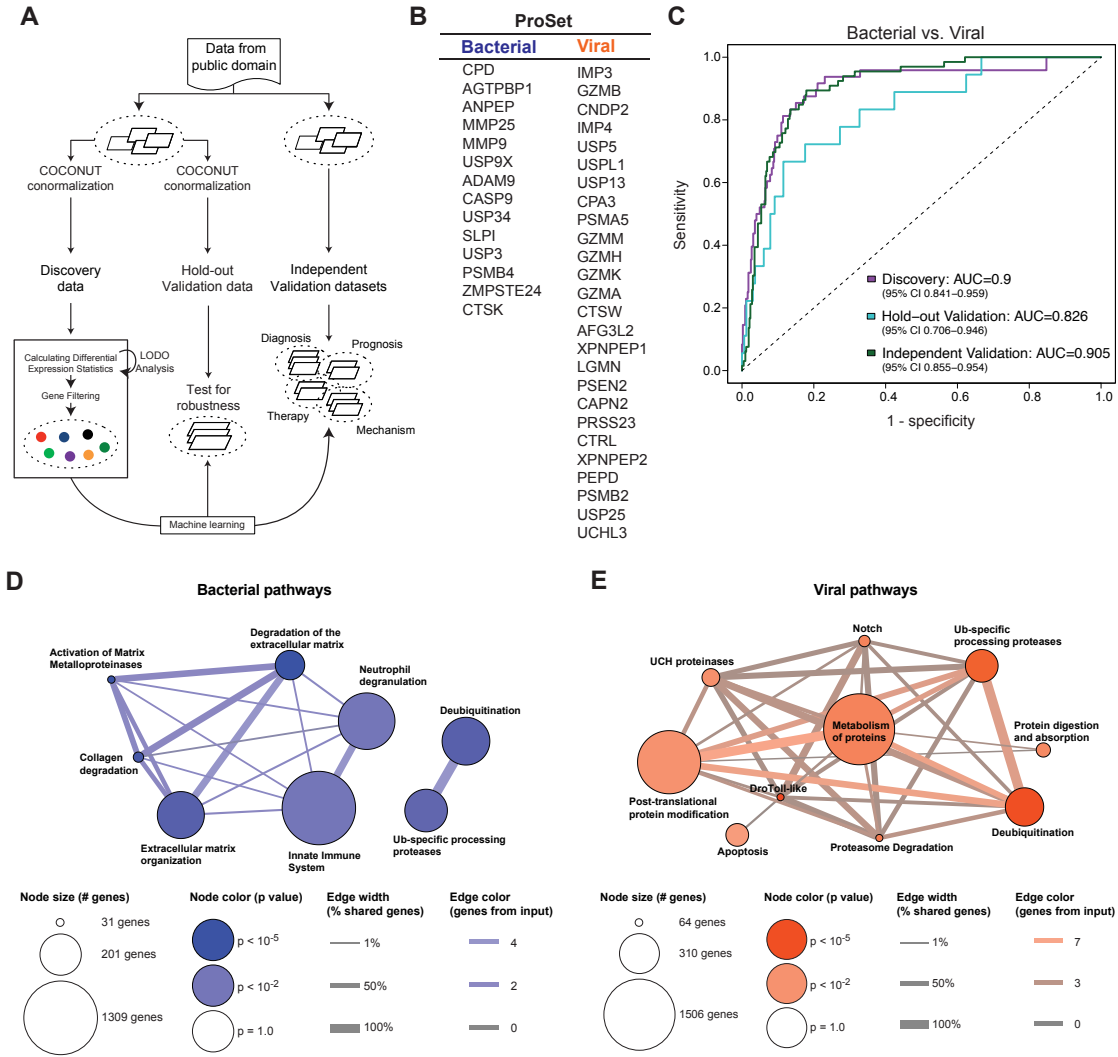 A
Data from
public domain
COCONUT
conormalization
COCONUT
conormalization
Discovery
data
Hold-out
Validation data
Independent
Validation datasets
Calculating Differential
Expression Statistics
LODO
Analysis
Gene Filtering
Test for
robustness
Diagnosis
Prognosis
Therapy
Mechanism
Machine learning
B
ProSet
Bacterial
CPD
AGTPBP1
ANPEP
MMP25
MMP9
USP9X
ADAM9
CASP9
USP34
SLPI
USP3
PSMB4
ZMPSTE24
CTSK
Viral
IMP3
GZMB
CNDP2
IMP4
USP5
USPL1
USP13
CPA3
PSMA5
GZMM
GZMH
GZMK
GZMA
CTSW
AFG3L2
XPNPEP1
LGMN
PSEN2
CAPN2
PRSS23
CTRL
XPNPEP2
PEPD
PSMB2
USP25
UCHL3
C
Bacterial vs. Viral
Sensitivity
1.0
0.8
0.6
0.4
0.2
0.0
Discovery: AUC=0.9
(95% CI 0.841–0.959)
Hold–out Validation: AUC=0.826
(95% CI 0.706–0.946)
Independent Validation: AUC=0.905
(95% CI 0.855–0.954)
0.0 0.2 0.4 0.6 0.8 1.0
1 - specificity
D
Bacterial pathways
Activation of Matrix
Metalloproteinases
Degradation of the
extracellular matrix
Neutrophil
degranulation
Deubiquitination
Collagen
degradation
Extracellular matrix
organization
Innate Immune
System
Ub-specific processing
proteases
Node size (# genes)
31 genes
201 genes
1309 genes
Node color (p value)
p < 10-5
p < 10-2
p = 1.0
Edge width
(% shared genes)
1%
50%
100%
Edge color
(genes from input)
4
2
0
E
Viral pathways
Notch
Ub-specific
processing proteases
UCH proteinases
Metabolism
of proteins
Protein digestion
and absorption
DroToll-like
Post-translational
protein modification
Apoptosis
Proteasome Degradation
Deubiquitination
Node size (# genes)
64 genes
310 genes
1506 genes
Node color (p value)
p < 10-5
p < 10-2
p = 1.0
Edge width
(% shared genes)
1%
50%
100%
Edge color
(genes from input)
7
3
0